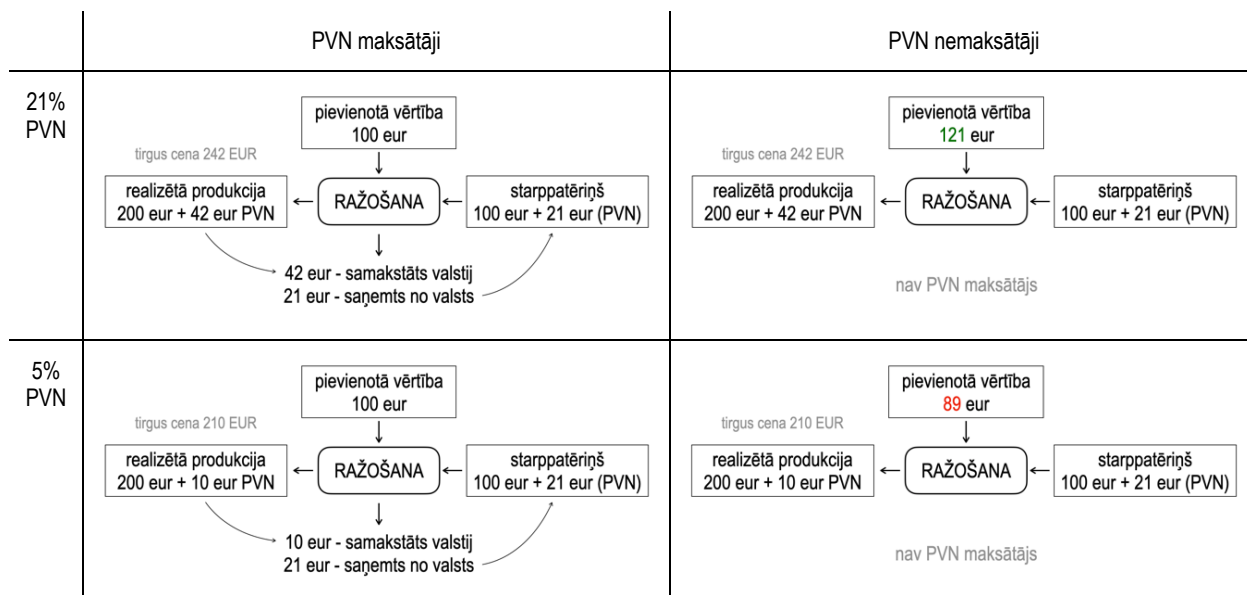 PVN maksātāji
PVN nemaksātāji
21%
PVN
pievienotā vērtība
100 eur
tirgus cena 242 EUR
realizētā produkcija
200 eur + 42 eur PVN
RAŽOŠANA
starppatēriņš
100 eur + 21 eur (PVN)
42 eur - samakstāts valstij
21 eur - saņemts no valsts
pievienotā vērtība
121 eur
tirgus cena 242 EUR
realizētā produkcija
200 eur + 42 eur PVN
RAŽOŠANA
starppatēriņš
100 eur + 21 eur (PVN)
nav PVN maksātājs
5%
PVN
pievienotā vērtība
100 eur
tirgus cena 210 EUR
realizētā produkcija
200 eur + 10 eur PVN
RAŽOŠANA
starppatēriņš
100 eur + 21 eur (PVN)
10 eur - samakstāts valstij
21 eur - saņemts no valsts
pievienotā vērtība
89 eur
tirgus cena 210 EUR
realizētā produkcija
200 eur + 10 eur PVN
RAŽOŠANA
starppatēriņš
100 eur + 21 eur (PVN)
nav PVN maksātājs